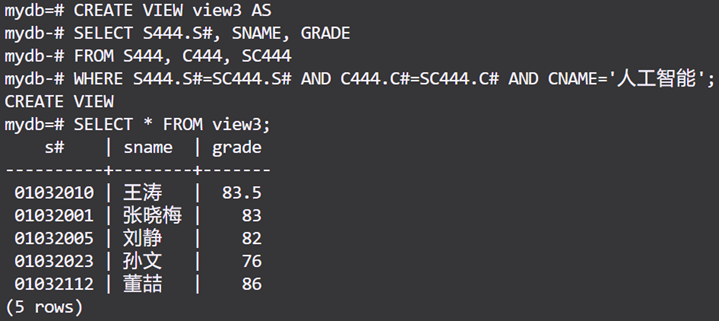 mydb=# CREATE VIEW view3 AS
mydb-# SELECT S444.S#, SNAME, GRADE
mydb-# FROM S444, C444, SC444
mydb-# WHERE S444.S#=SC444.S# AND C444.C#=SC444.C# AND CNAME='人工智能';
CREATE VIEW
mydb=# SELECT * FROM view3;
    s#    | sname  | grade
----------+--------+-------
 01032010 | 王涛   |  83.5
 01032001 | 张晓梅 |    83
 01032005 | 刘静   |    82
 01032023 | 孙文   |    76
 01032112 | 董喆   |    86
(5 rows)